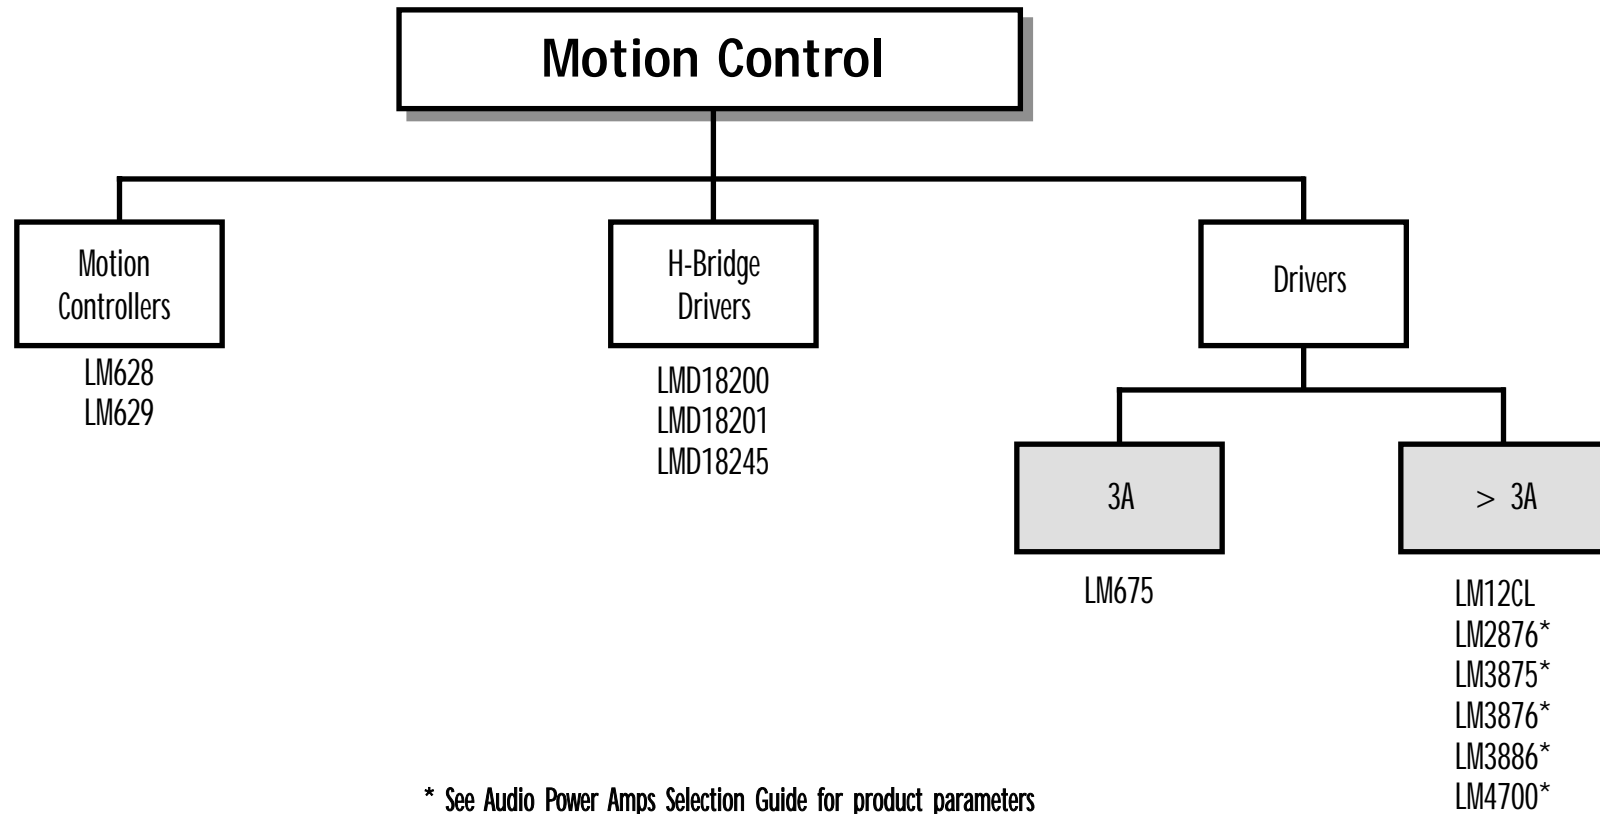 Motion Control
Motion
Controllers
LM628
LM629
H-Bridge
Drivers
LMD18200
LMD18201
LMD18245
Drivers
3A
LM675
> 3A
LM12CL
LM2876*
LM3875*
LM3876*
LM3886*
LM4700*
* See Audio Power Amps Selection Guide for product parameters